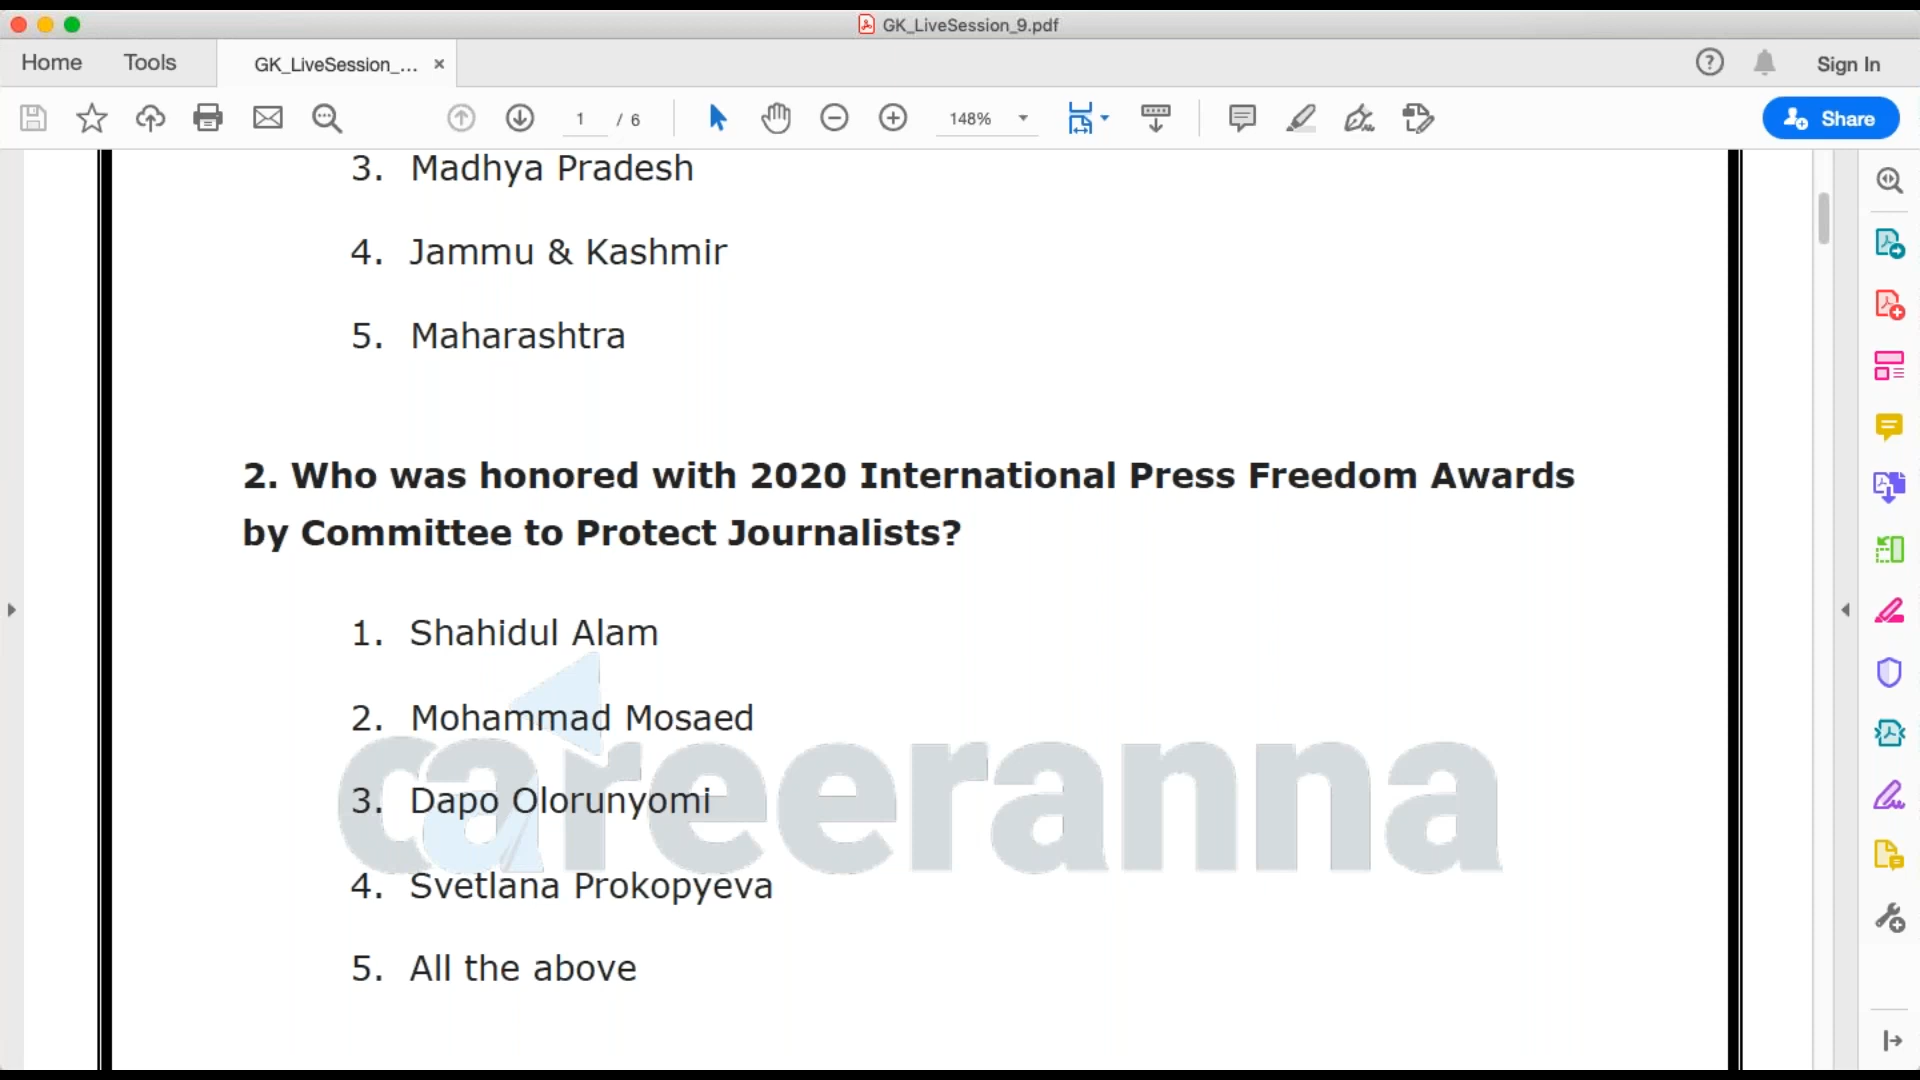 GK_LiveSession_9.pdf
Home Tools GK_LiveSession_... × ? Sign In
1 / 6 148% Share
3. Madhya Pradesh
4. Jammu & Kashmir
5. Maharashtra
2. Who was honored with 2020 International Press Freedom Awards
by Committee to Protect Journalists?
1. Shahidul Alam
2. Mohammad Mosaed
3. Dapo Olorunyomi
4. Svetlana Prokopyeva
5. All the above
careeranna